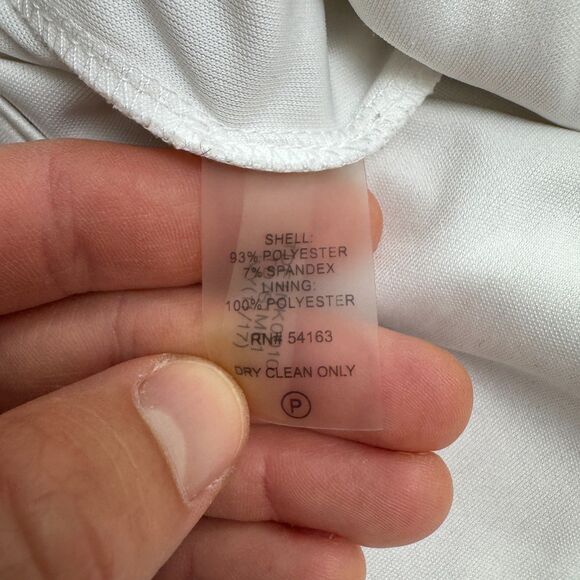 SHELL:
93% POLYESTER
7% SPANDEX
LINING:
100% POLYESTER
RN# 54163
DRY CLEAN ONLY
P